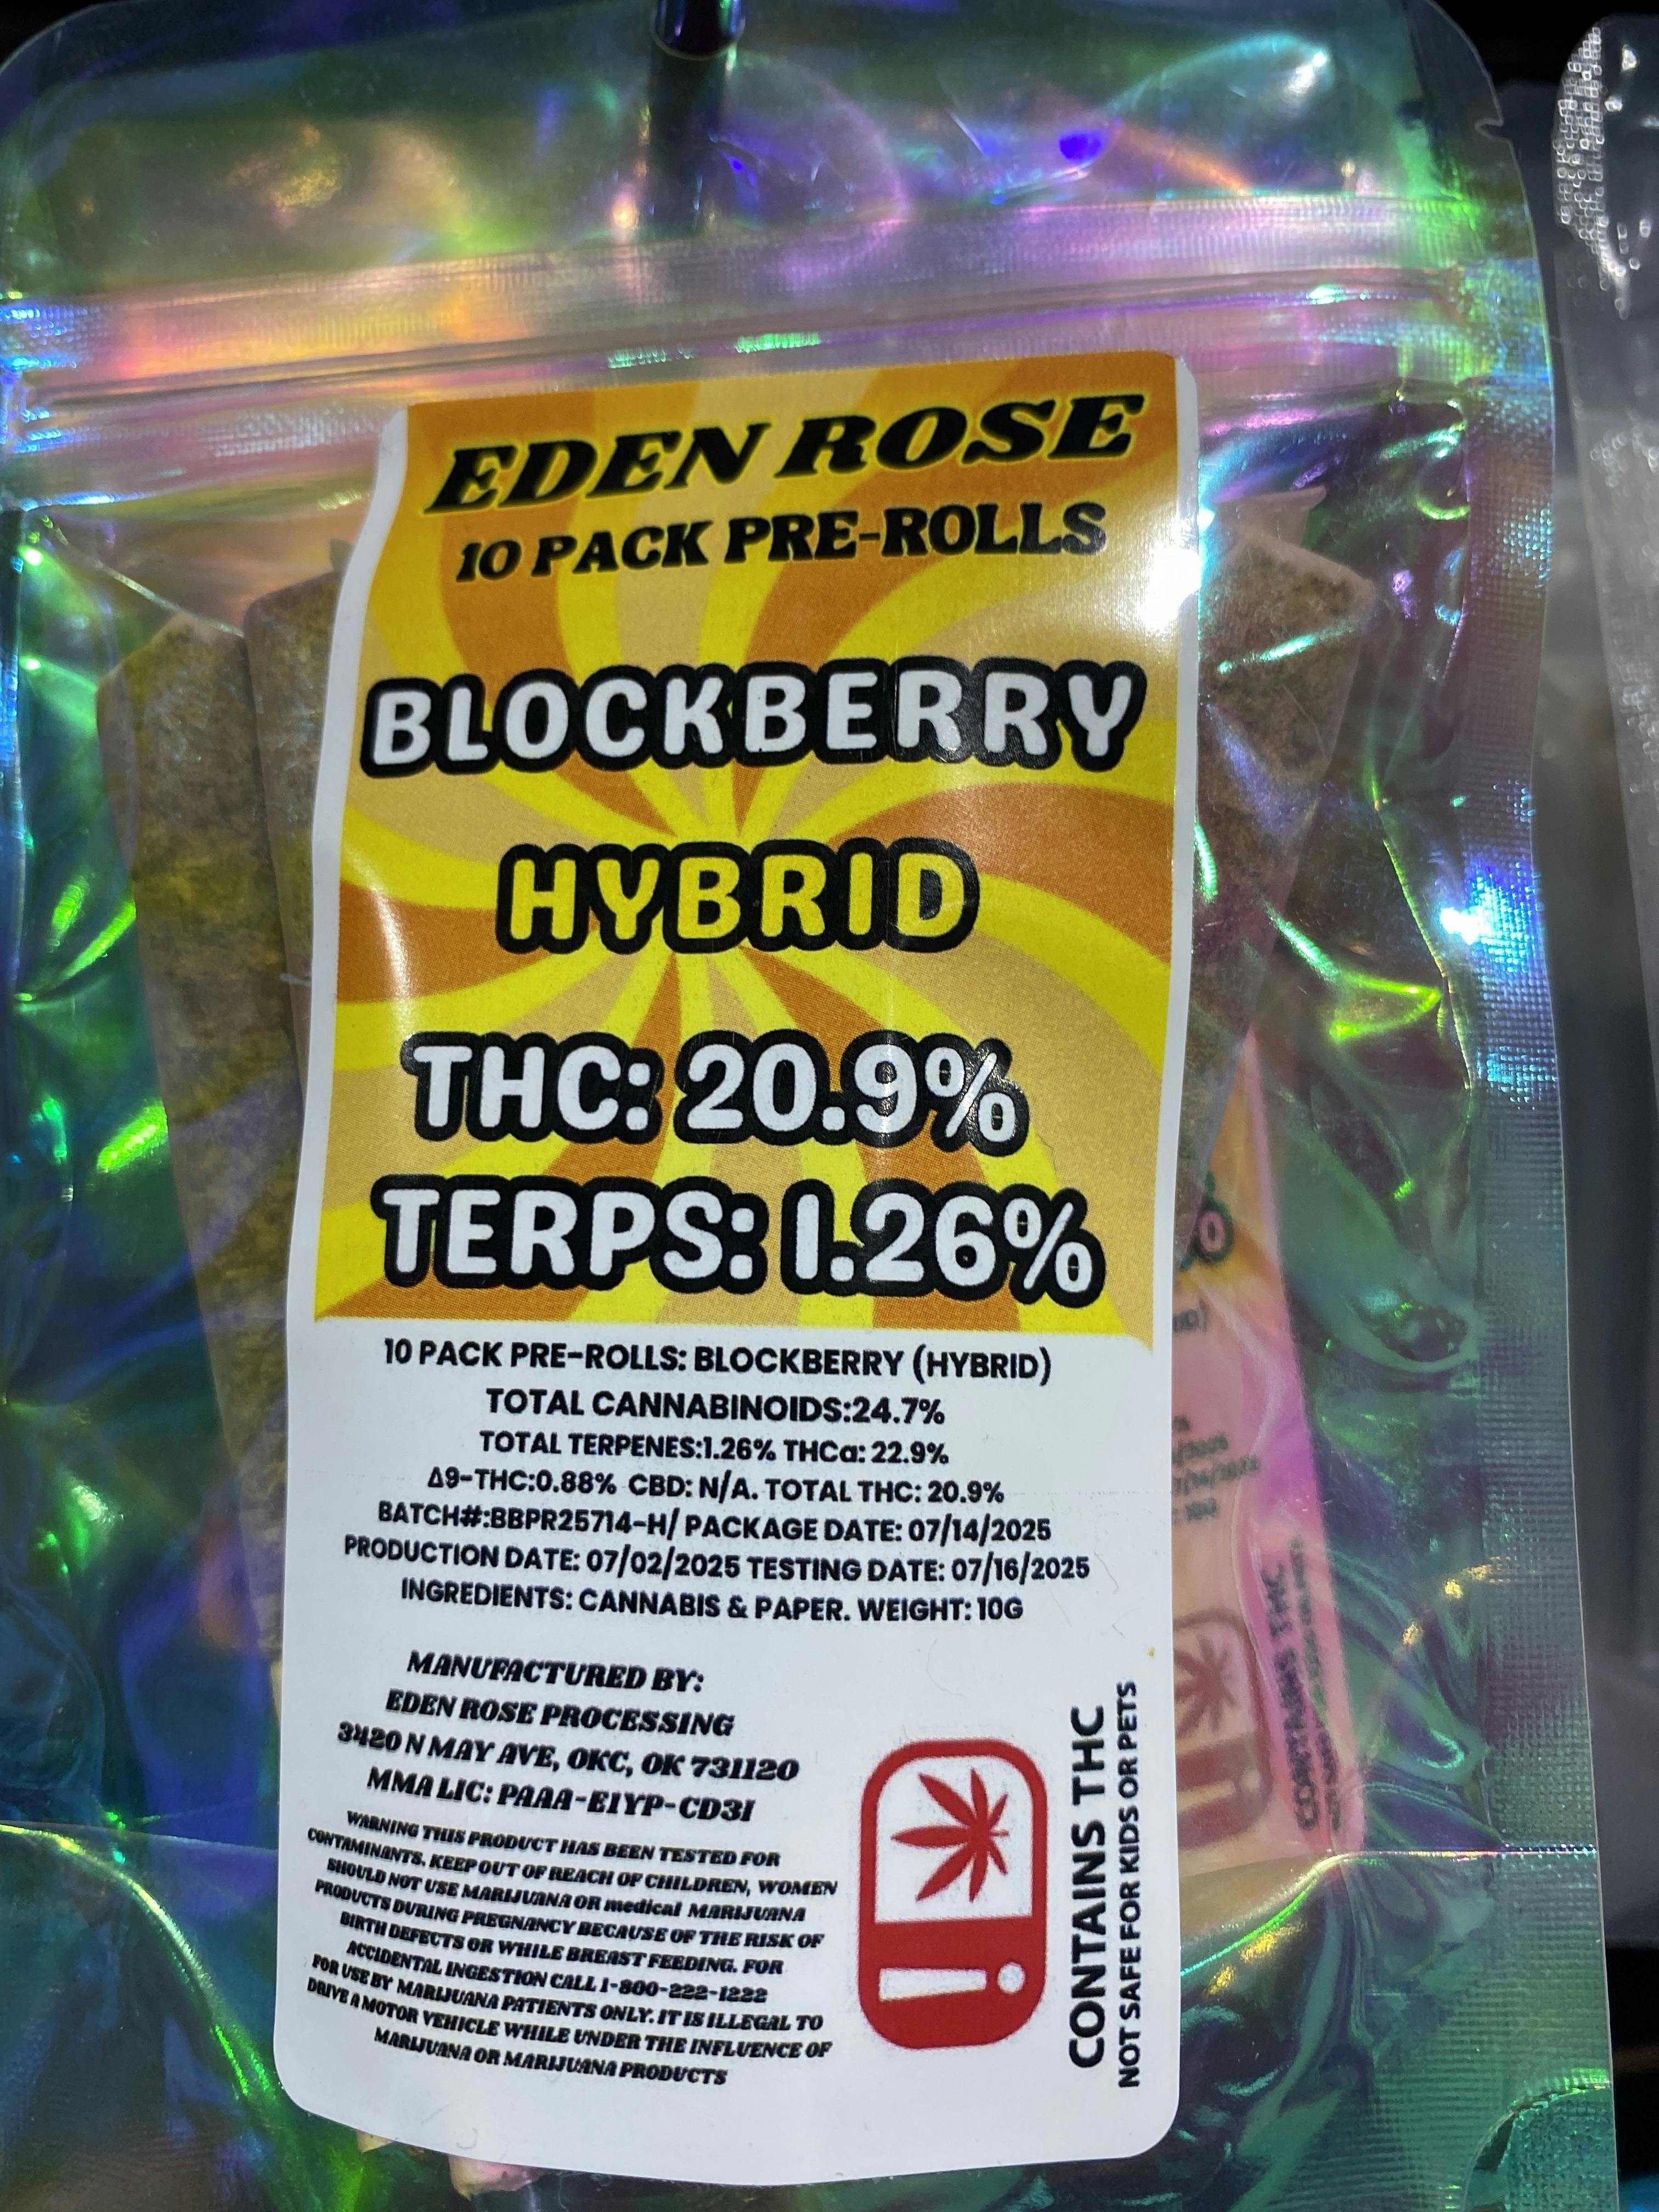 EDEN ROSE
10 PACK PRE-ROLLS
BLOCKBERRY
HYBRID
THC: 20.9%
TERPS: 1.26%
10 PACK PRE-ROLLS: BLOCKBERRY (HYBRID)
TOTAL CANNABINOIDS:24.7%
TOTAL TERPENES:1.26% THCa: 22.9%
Δ9-THC:0.88% CBD: N/A. TOTAL THC: 20.9%
BATCH#:BBPR25714-H/ PACKAGE DATE: 07/14/2025
PRODUCTION DATE: 07/02/2025 TESTING DATE: 07/16/2025
INGREDIENTS: CANNABIS & PAPER. WEIGHT: 10G
MANUFACTURED BY:
EDEN ROSE PROCESSING
3420 N MAY AVE, OKC, OK 731120
MMA LIC: PAAA-E1YP-CD3I
WARNING THIS PRODUCT HAS BEEN TESTED FOR
CONTAMINANTS. KEEP OUT OF REACH OF CHILDREN, WOMEN
SHOULD NOT USE MARIJUANA OR medical MARIJUANA
PRODUCTS DURING PREGNANCY BECAUSE OF THE RISK OF
BIRTH DEFECTS OR WHILE BREAST FEEDING. FOR
ACCIDENTAL INGESTION CALL 1-800-222-1222
FOR USE BY MARIJUANA PATIENTS ONLY. IT IS ILLEGAL TO
DRIVE A MOTOR VEHICLE WHILE UNDER THE INFLUENCE OF
MARIJUANA OR MARIJUANA PRODUCTS
!
CONTAINS THC
NOT SAFE FOR KIDS OR PETS
CONTAINS THC